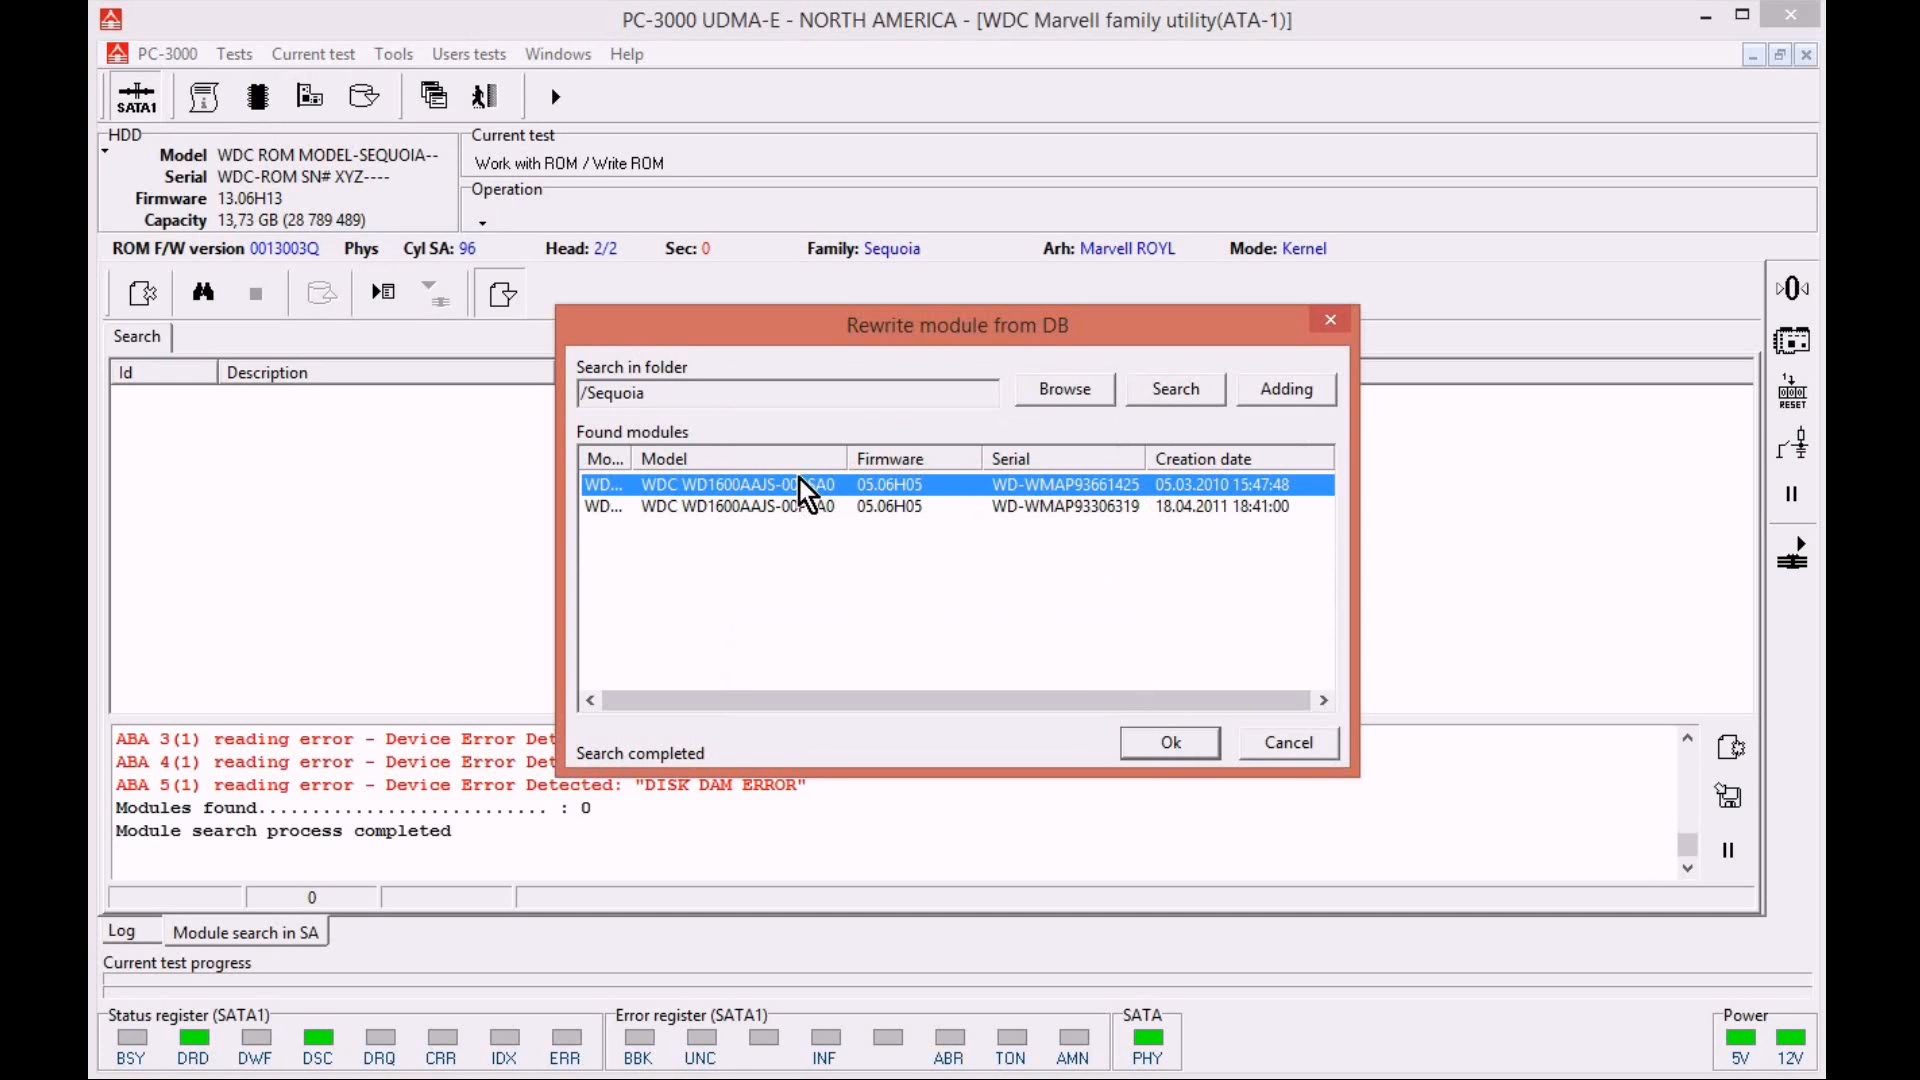 PC-3000 UDMA-E - NORTH AMERICA - [WDC Marvell family utility(ATA-1)]
PC-3000 Tests Current test Tools Users tests Windows Help
SATA1
HDD
Model WDC ROM MODEL-SEQUOIA--
Serial WDC-ROM SN# XYZ----
Firmware 13.06H13
Capacity 13,73 GB (28 789 489)
Current test
Work with ROM / Write ROM
Operation
ROM F/W version 0013003Q Phys Cyl SA: 96 Head: 2/2 Sec: 0 Family: Sequoia Arh: Marvell ROYL Mode: Kernel
Search
Id Description
Rewrite module from DB
Search in folder
/Sequoia
Browse Search Adding
Found modules
Mo... Model Firmware Serial Creation date
WD... WDC 05.06H05 WD-WMAP93661425 05.03.2010 15:47:48
WD... WDC 05.06H05 WD-WMAP93306319 18.04.2011 18:41:00
Search completed
Ok Cancel
RESET
ABA 3(1) reading error - Device Error
ABA 4(1) reading error - Device Error
ABA 5(1) reading error - Device Error Detected: "DISK DAM ERROR"
Modules found........................... : 0
Module search process completed
0
Log Module search in SA
Current test progress
Status register (SATA1)
BSY DRD DWF DSC DRQ CRR IDX ERR
Error register (SATA1)
BBK UNC INF ABR TON AMN
SATA
PHY
Power
5V 12V